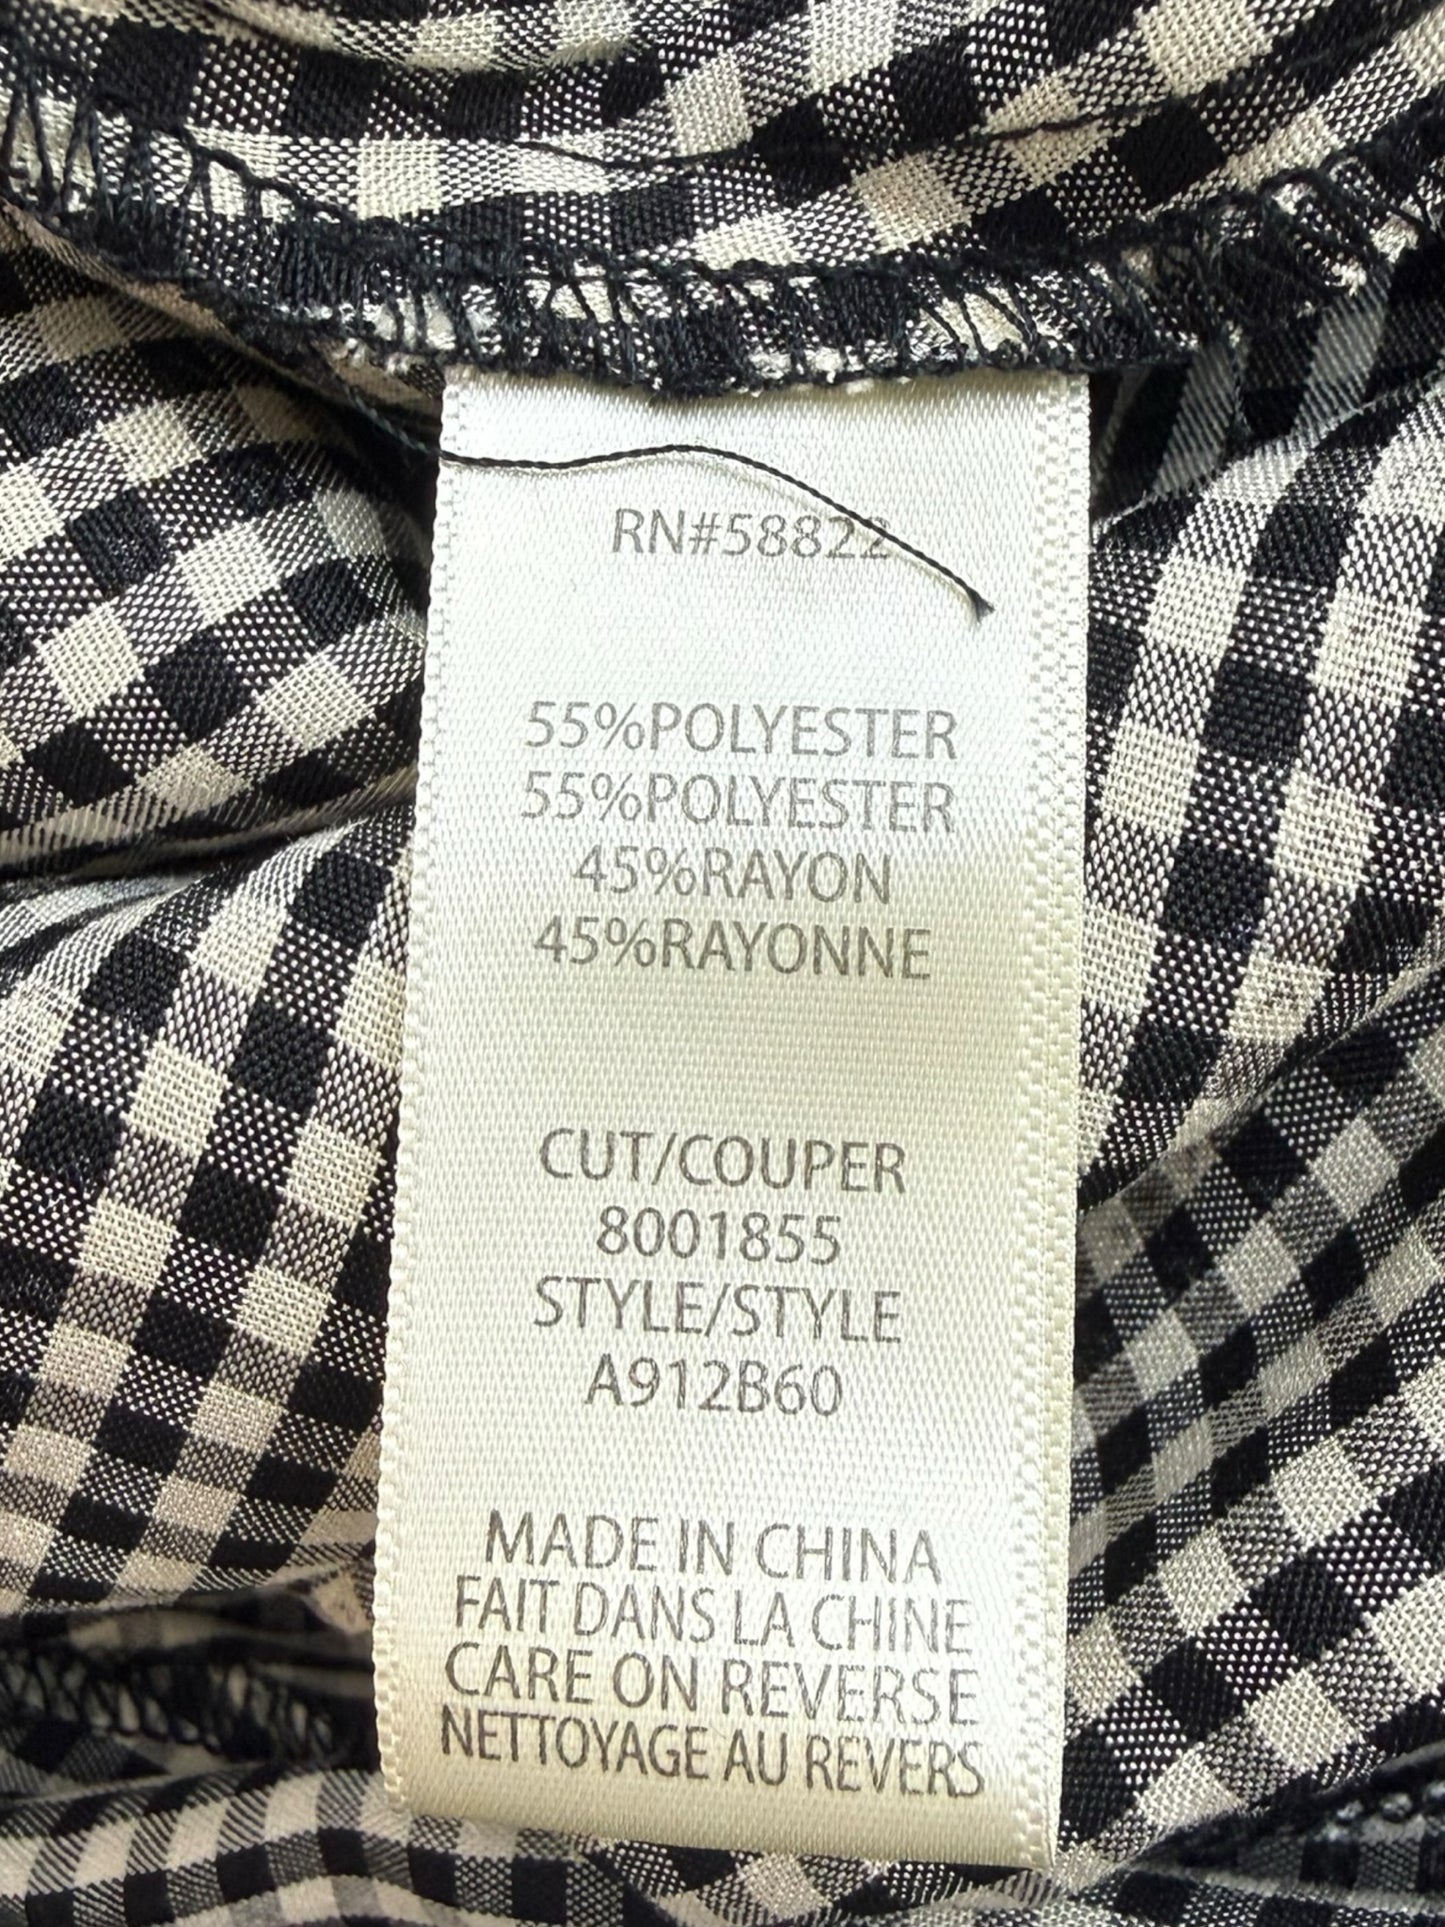 RN#58822
55%POLYESTER
55%POLYESTER
45%RAYON
45%RAYONNE
CUT/COUPER
8001855
STYLE/STYLE
A912B60
MADE IN CHINA
FAIT DANS LA CHINE
CARE ON REVERSE
NETTOYAGE AU REVERS